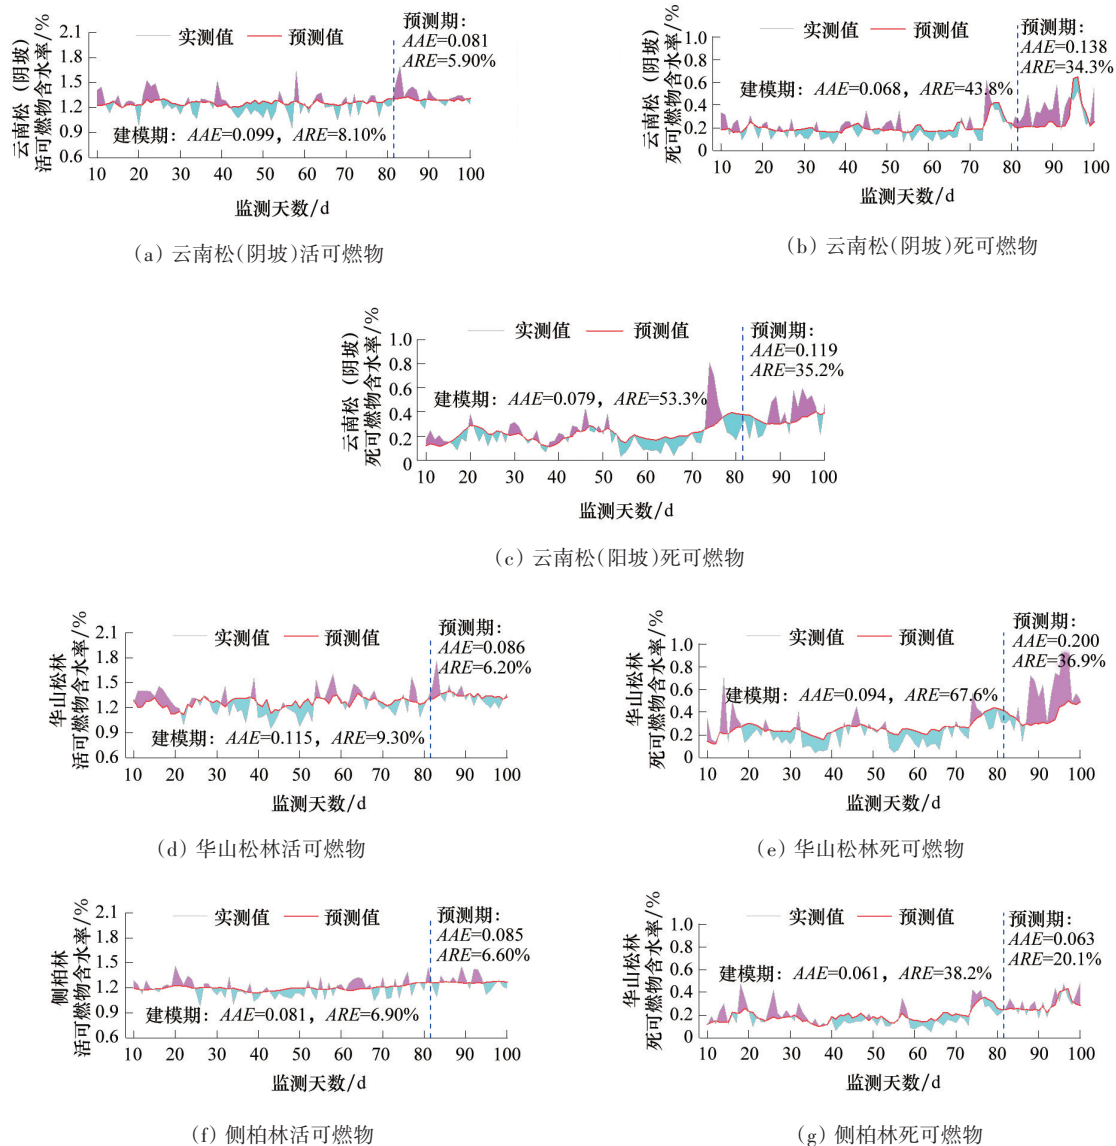 云南松（阴坡）
活可燃物含水率/%
2.1
1.8
1.5
1.2
0.9
0.6
实测值
预测值
预测期：
AAE=0.081
ARE=5.90%
建模期：AAE=0.099，ARE=8.10%
10 20 30 40 50 60 70 80 90 100
监测天数/d
(a) 云南松(阴坡)活可燃物
云南松（阴坡）
死可燃物含水率/%
1.0
0.8
0.6
0.4
0.2
0
实测值
预测值
预测期：
AAE=0.138
ARE=34.3%
建模期：AAE=0.068，ARE=43.8%
10 20 30 40 50 60 70 80 90 100
监测天数/d
(b) 云南松(阴坡)死可燃物
云南松（阴坡）
死可燃物含水率/%
1.0
0.8
0.6
0.4
0.2
0
实测值
预测值
预测期：
AAE=0.119
ARE=35.2%
建模期：AAE=0.079，ARE=53.3%
10 20 30 40 50 60 70 80 90 100
监测天数/d
(c) 云南松(阳坡)死可燃物
华山松林
活可燃物含水率/%
2.1
1.8
1.5
1.2
0.9
0.6
实测值
预测值
预测期：
AAE=0.086
ARE=6.20%
建模期：AAE=0.115，ARE=9.30%
10 20 30 40 50 60 70 80 90 100
监测天数/d
(d) 华山松林活可燃物
华山松林
死可燃物含水率/%
1.0
0.8
0.6
0.4
0.2
0
实测值
预测值
预测期：
AAE=0.200
ARE=36.9%
建模期：AAE=0.094，ARE=67.6%
10 20 30 40 50 60 70 80 90 100
监测天数/d
(e) 华山松林死可燃物
侧柏林
活可燃物含水率/%
2.1
1.8
1.5
1.2
0.9
0.6
实测值
预测值
预测期：
AAE=0.085
ARE=6.60%
建模期：AAE=0.081，ARE=6.90%
10 20 30 40 50 60 70 80 90 100
监测天数/d
(f) 侧柏林活可燃物
华山松林
死可燃物含水率/%
1.0
0.8
0.6
0.4
0.2
0
实测值
预测值
预测期：
AAE=0.063
ARE=20.1%
建模期：AAE=0.061，ARE=38.2%
10 20 30 40 50 60 70 80 90 100
监测天数/d
(g) 侧柏林死可燃物